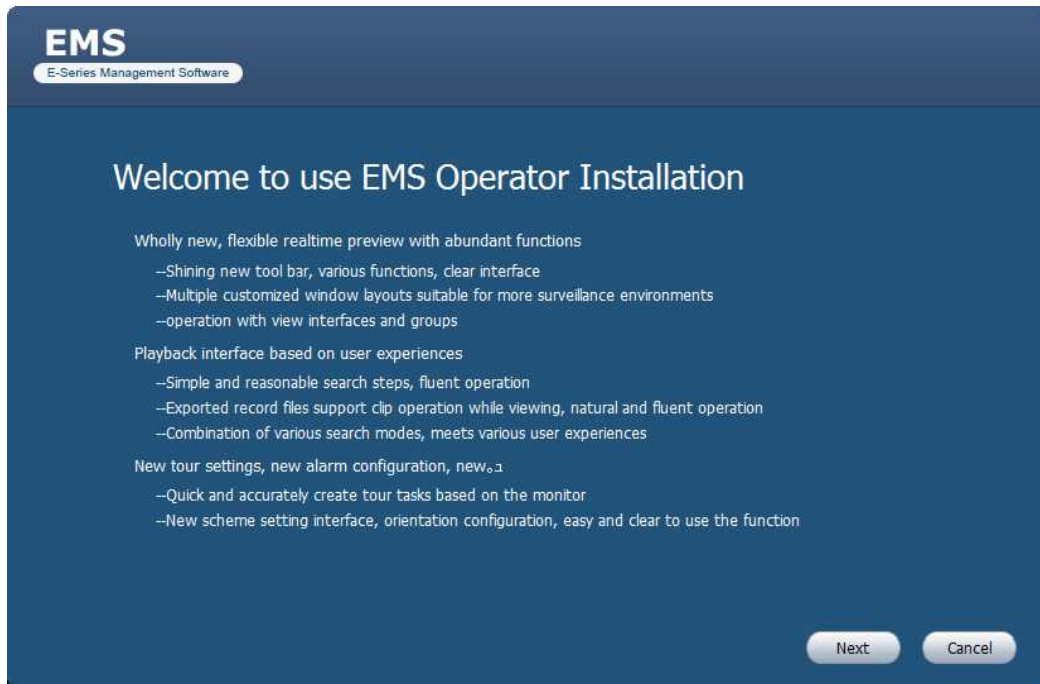 EMS
E-Series Management Software
Welcome to use EMS Operator Installation
Wholly new, flexible realtime preview with abundant functions
--Shining new tool bar, various functions, clear interface
--Multiple customized window layouts suitable for more surveillance environments
--operation with view interfaces and groups
Playback interface based on user experiences
--Simple and reasonable search steps, fluent operation
--Exported record files support clip operation while viewing, natural and fluent operation
--Combination of various search modes, meets various user experiences
New tour settings, new alarm configuration, new｡ב
--Quick and accurately create tour tasks based on the monitor
--New scheme setting interface, orientation configuration, easy and clear to use the function
Next
Cancel